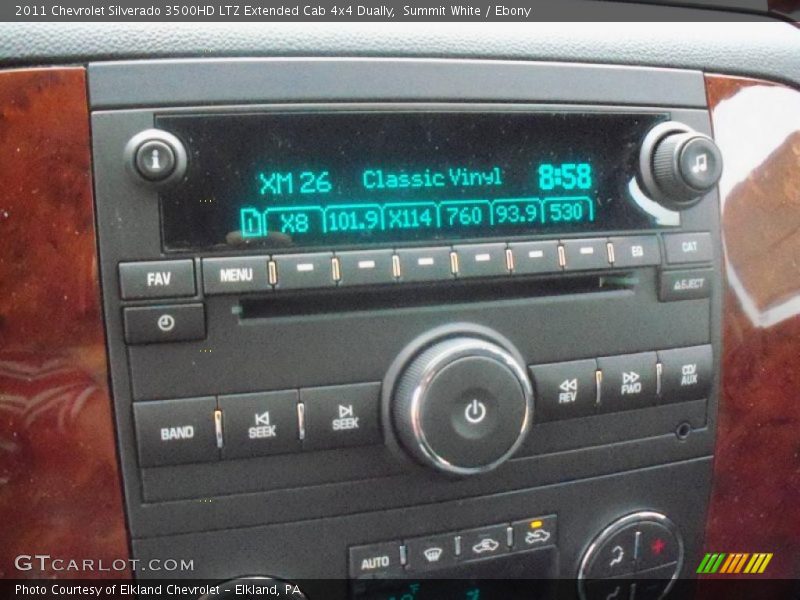 2011 Chevrolet Silverado 3500HD LTZ Extended Cab 4x4 Dually, Summit White / Ebony
XM 26 Classic Vinyl 8:58
D X8 101.9 X114 760 93.9 530
FAV MENU EQ CAT
EJECT
BAND SEEK SEEK REV FWD CD/AUX
AUTO
GTCARLOT.COM
Photo Courtesy of Elkland Chevrolet - Elkland, PA